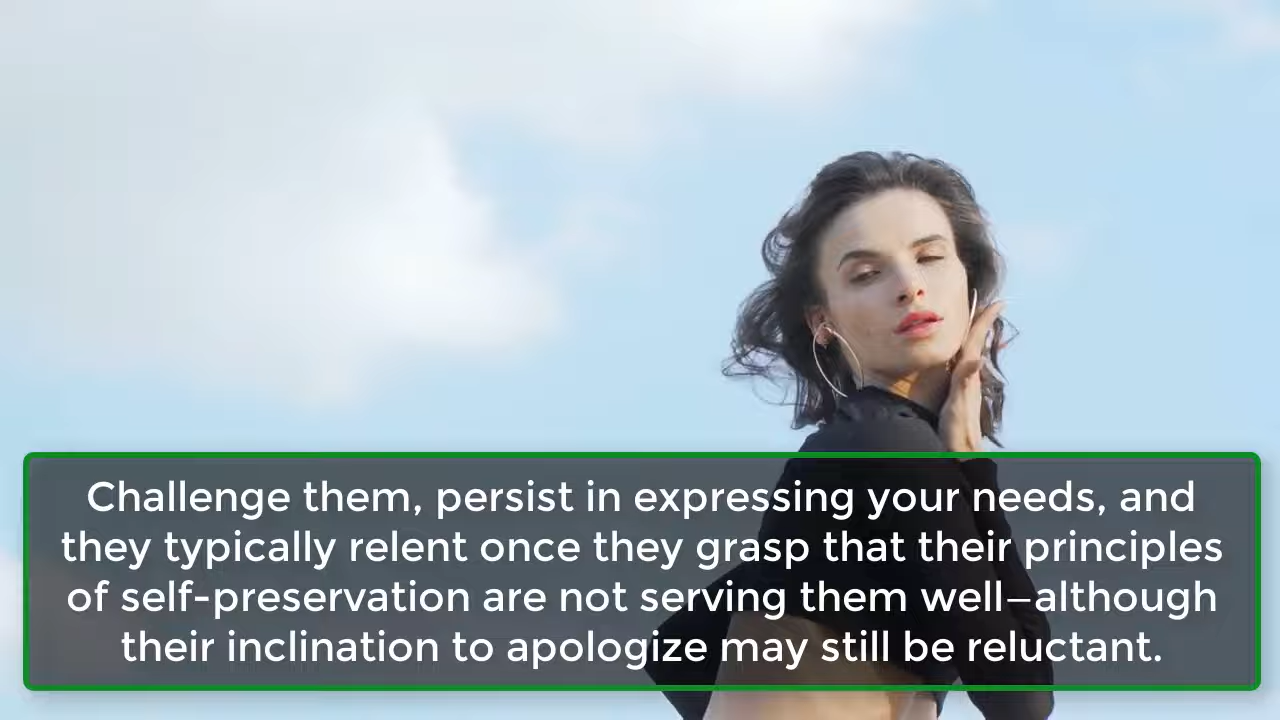 Challenge them, persist in expressing your needs, and
they typically relent once they grasp that their principles
of self-preservation are not serving them well—although
their inclination to apologize may still be reluctant.